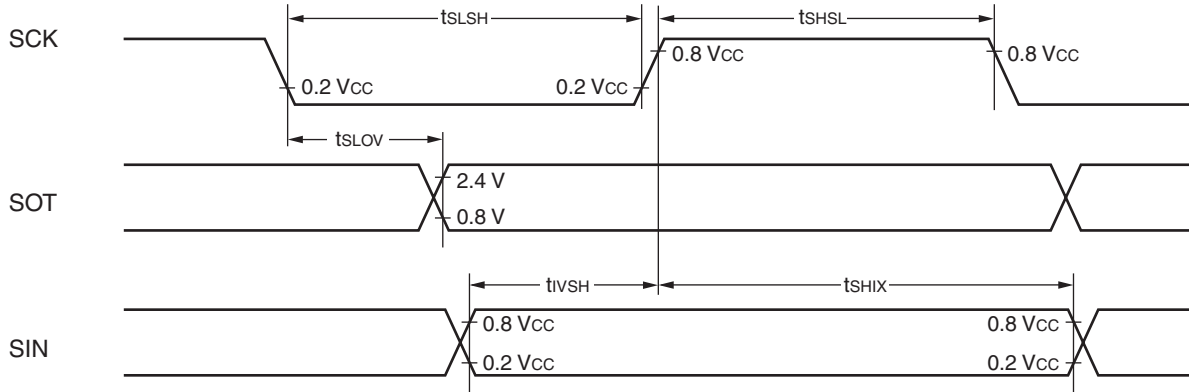 tSLSH tSHSL
SCK
0.8 VCC 0.8 VCC
0.2 VCC 0.2 VCC
tSLOV
2.4 V
SOT
0.8 V
tIVSH tSHIX
0.8 VCC 0.8 VCC
SIN
0.2 VCC 0.2 VCC